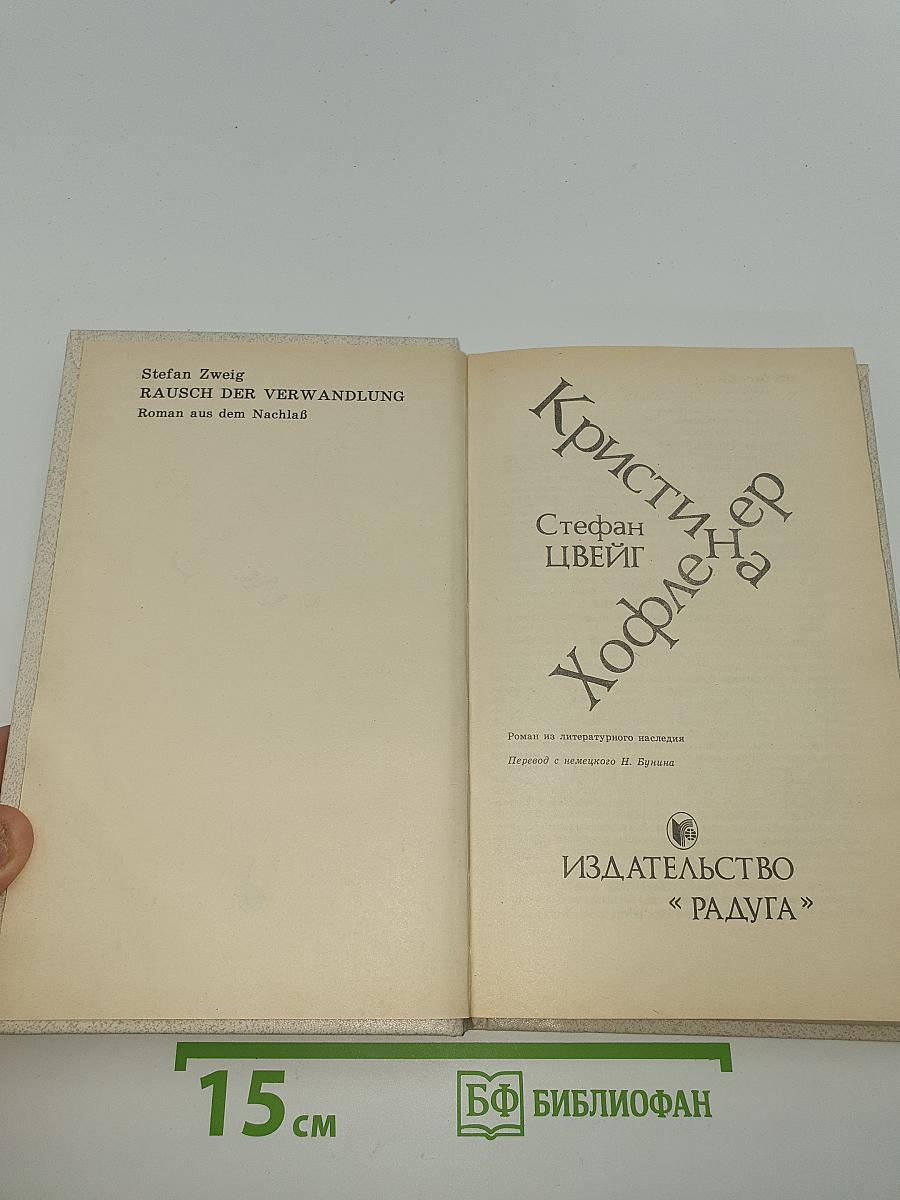 Stefan Zweig
RAUSCH DER VERWANDLUNG
Roman aus dem Nachlaß
Стефан
ЦВЕЙГ
Кристина
Хофленер
Роман из литературного наследия
Перевод с немецкого Н. Бунина
ИЗДАТЕЛЬСТВО
«РАДУГА»
15 см
БФ БИБЛИОФАН